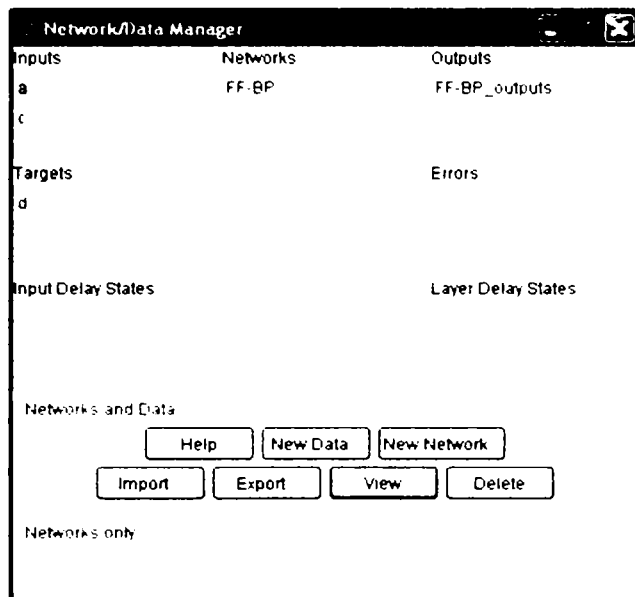 Network/Data Manager
Inputs Networks Outputs
a FF-BP FF-BP_outputs
c
Targets Errors
d
Input Delay States Layer Delay States
Networks and Data
Help New Data New Network
Import Export View Delete
Networks only